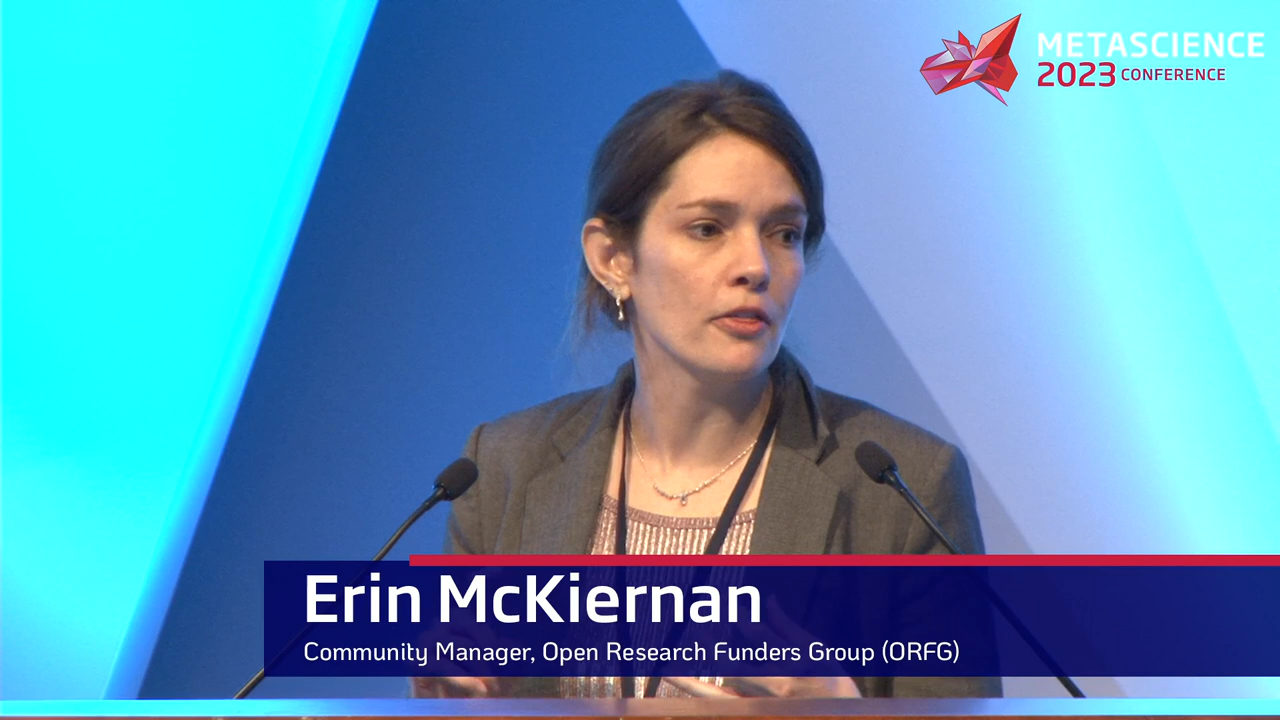 METASCIENCE
2023 CONFERENCE
Erin McKiernan
Community Manager, Open Research Funders Group (ORFG)